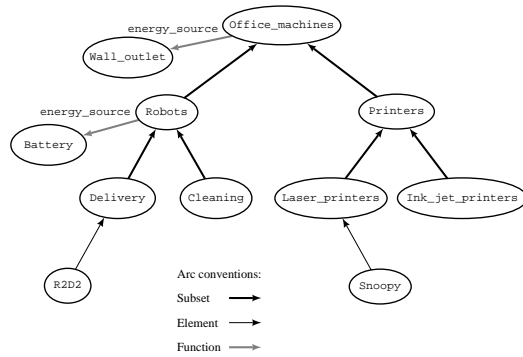 Office_machines
energy_source
Wall_outlet
energy_source
Robots
Printers
Battery
Delivery
Cleaning
Laser_printers
Ink_jet_printers
R2D2
Snoopy
Arc conventions:
Subset
Element
Function